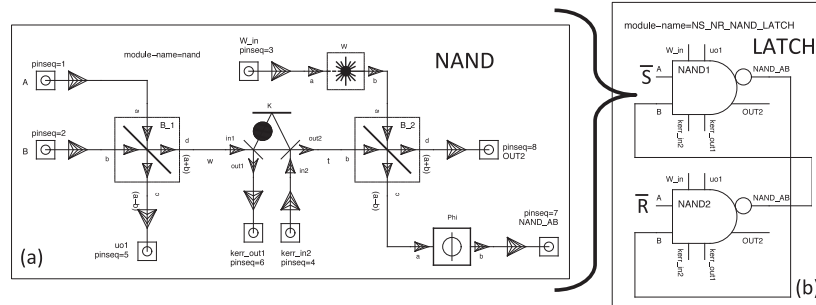 module-name=nand
NAND
pinseq=1
A
pinseq=2
B
W_in
pinseq=3
W
a
b
a
B_1
b
d
(a+b)
c
(a-b)
w
in1
K
out1
out2
in2
t
a
B_2
b
d
(a+b)
c
(a-b)
pinseq=8
OUT2
uo1
pinseq=5
kerr_out1
pinseq=6
kerr_in2
pinseq=4
Phi
a
b
pinseq=7
NAND_AB
(a)
module-name=NS_NR_NAND_LATCH
LATCH
W_in
uo1
S
A
NAND1
NAND_AB
B
OUT2
kerr_in2
kerr_out1
W_in
uo1
R
A
NAND2
NAND_AB
B
OUT2
kerr_in2
kerr_out1
(b)